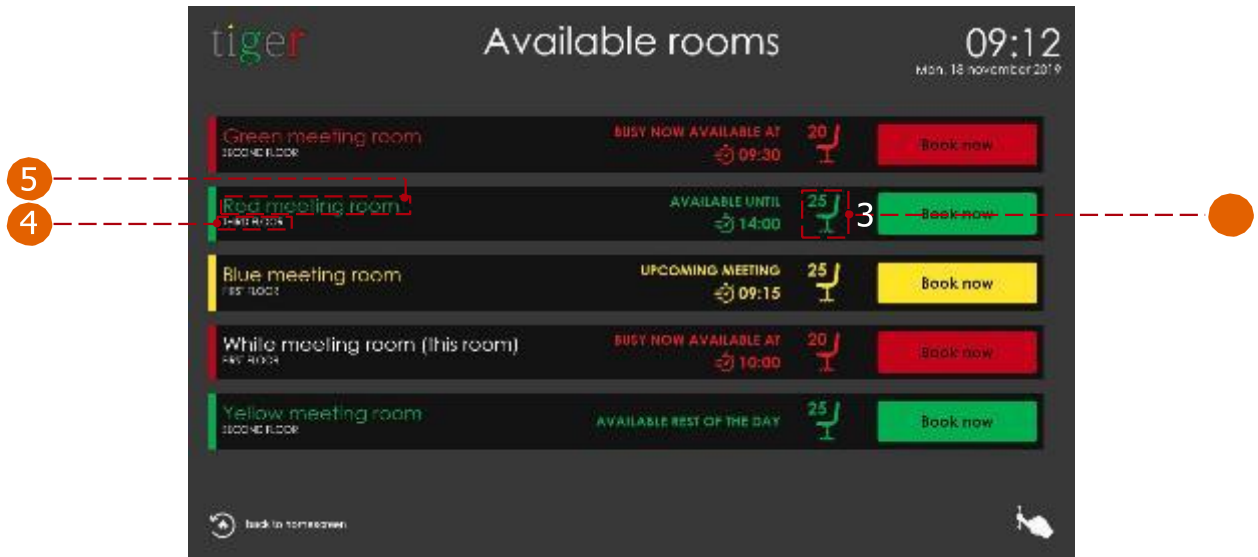 tiger
Available rooms
09:12
Mon, 18 november 2019
Green meeting room
SECOND FLOOR
BUSY NOW AVAILABLE AT
09:30
20
Book now
5
Red meeting room
4
THIRD FLOOR
AVAILABLE UNTIL
14:00
25
3
Book now
Blue meeting room
FIRST FLOOR
UPCOMING MEETING
09:15
25
Book now
White meeting room (this room)
FIRST FLOOR
BUSY NOW AVAILABLE AT
10:00
20
Book now
Yellow meeting room
SECOND FLOOR
AVAILABLE REST OF THE DAY
25
Book now
back to homescreen